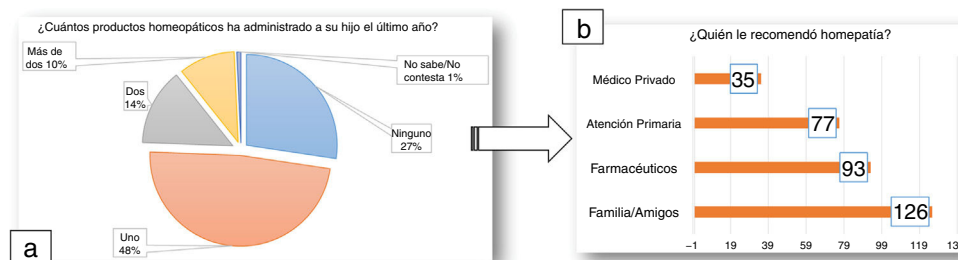 ¿Cuántos productos homeopáticos ha administrado a su hijo el último año?
Más de
dos 10%
No sabe/No
contesta 1%
Dos
14%
Ninguno
27%
Uno
48%
a
b
¿Quién le recomendó homepatía?
Médico Privado
35
Atención Primaria
77
Farmacéuticos
93
Familia/Amigos
126
−1 19 39 59 79 99 119